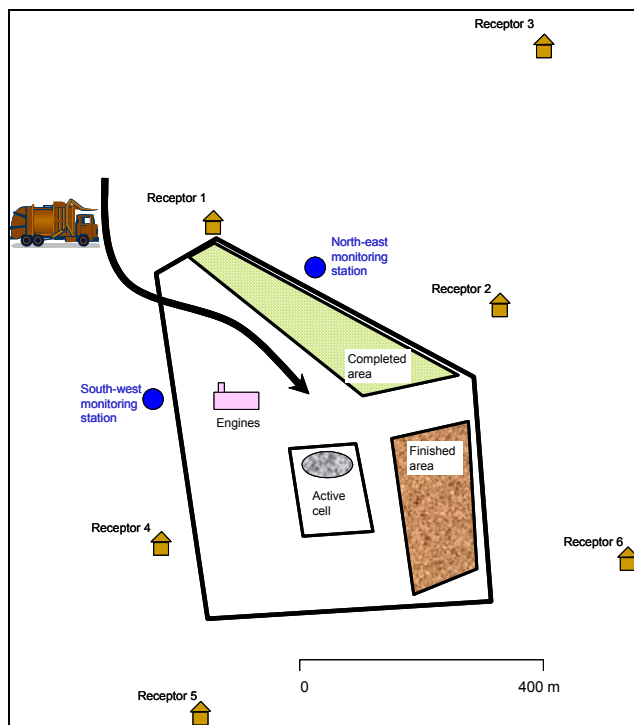 Receptor 3
Receptor 1
North-east
monitoring
station
Receptor 2
Completed
area
South-west
monitoring
station
Engines
Finished
area
Active
cell
Receptor 4
Receptor 6
0
400 m
Receptor 5